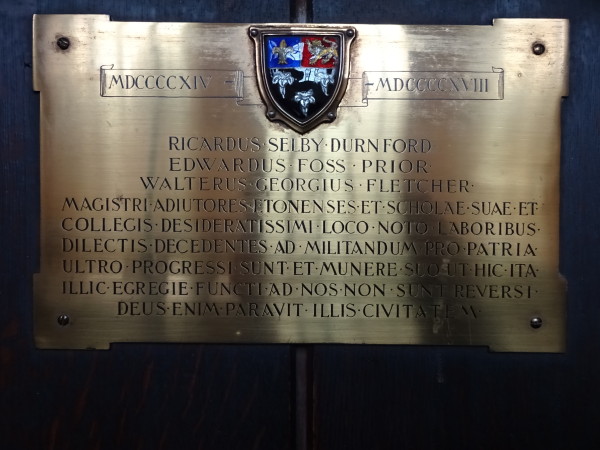 MDCCCCXIV MDCCCCXVIII
RICARDUS·SELBY·DURNFORD
EDWARDUS·FOSS·PRIOR·
WALTERUS·GEORGIUS·FLETCHER·
MAGISTRI·ADIUTORES·ETONENSES·ET·SCHOLAE·SUAE·ET·
COLLEGIS·DESIDERATISSIMI·LOCO·NOTO·LABORIBUS·
DILECTIS·DECEDENTES·AD·MILITANDUM·PRO·PATRIA·
ULTRO·PROGRESSI·SUNT·ET·MUNERE·SUO·UT·HIC·ITA·
ILLIC·EGREGIE·FUNCTI·AD·NOS·NON·SUNT·REVERSI·
DEUS·ENIM·PARAVIT·ILLIS·CIVITATEM